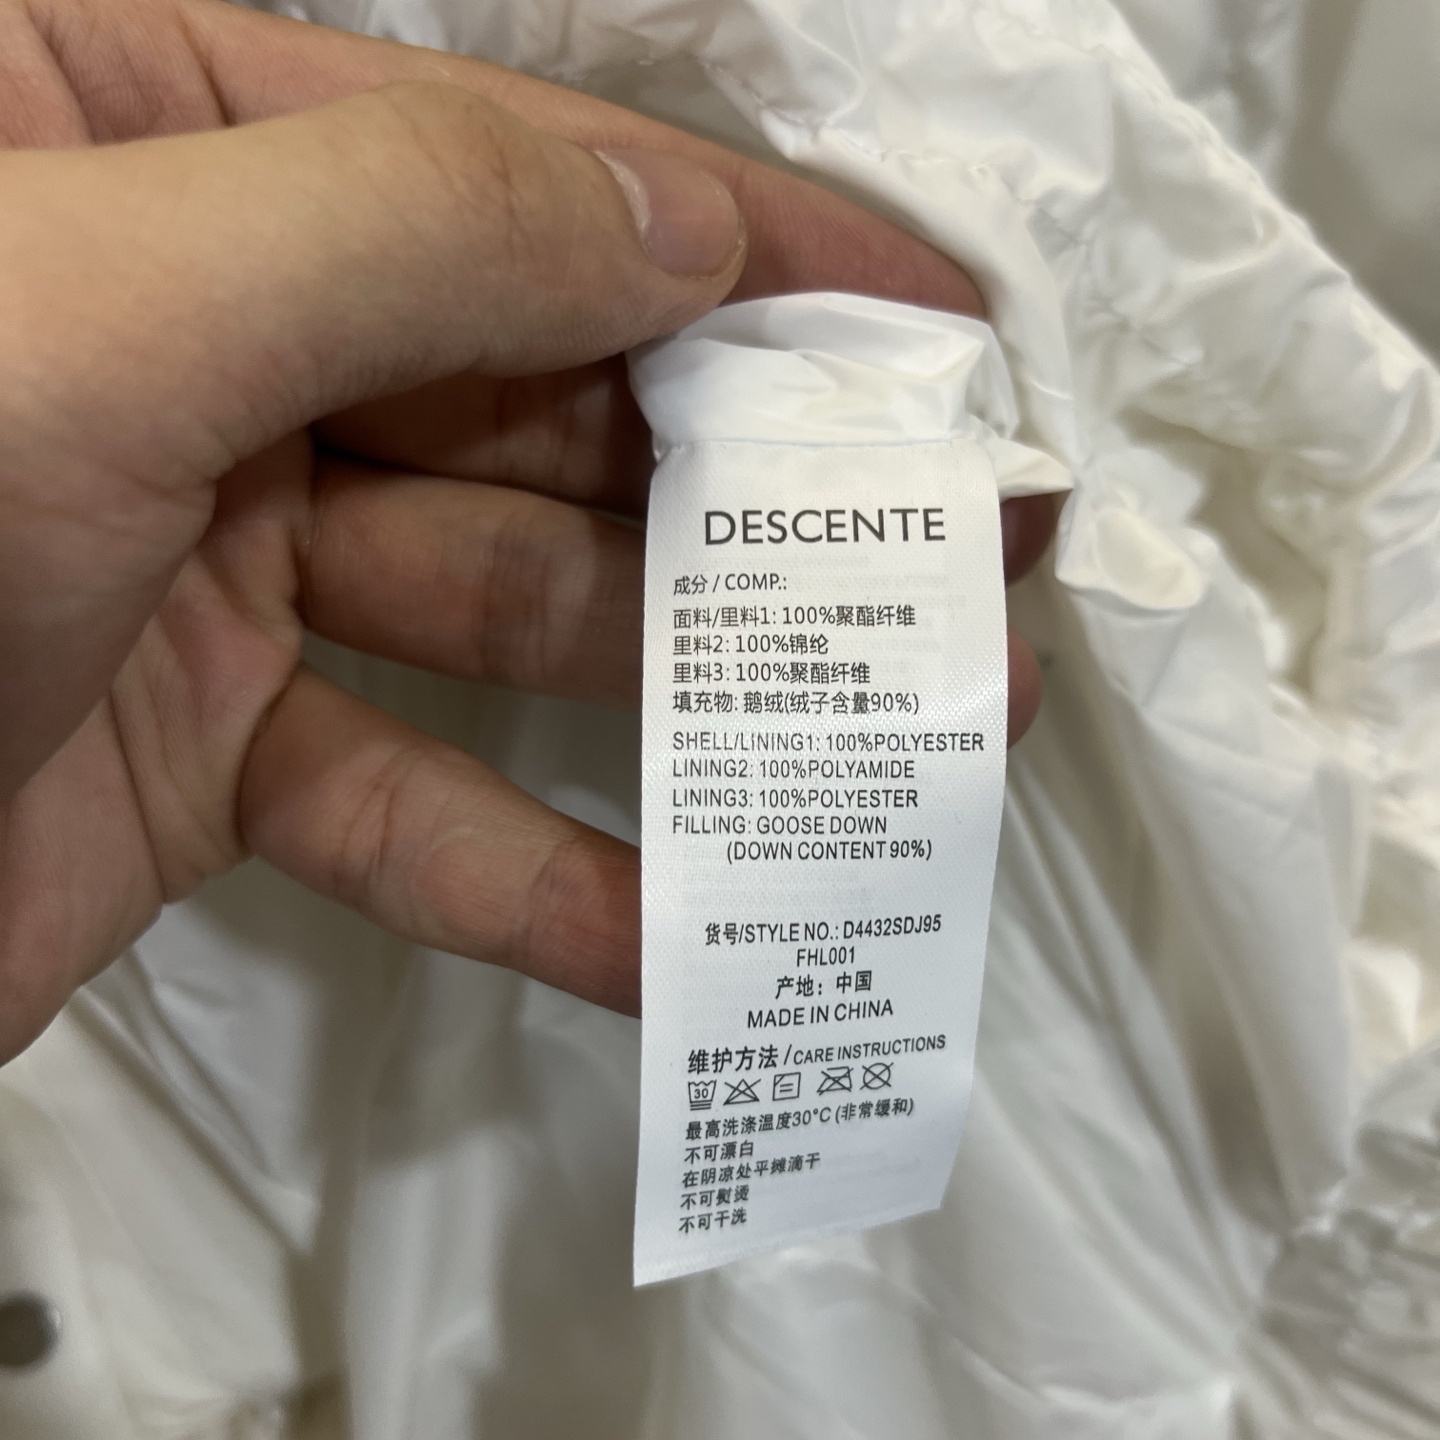 DESCENTE
成分 / COMP.:
面料/里料1: 100%聚酯纤维
里料2: 100%锦纶
里料3: 100%聚酯纤维
填充物: 鹅绒(绒子含量90%)
SHELL/LINING1: 100%POLYESTER
LINING2: 100%POLYAMIDE
LINING3: 100%POLYESTER
FILLING: GOOSE DOWN
(DOWN CONTENT 90%)
货号/STYLE NO.: D4432SDJ95
FHL001
产地：中国
MADE IN CHINA
维护方法 / CARE INSTRUCTIONS
30
最高洗涤温度30°C (非常缓和)
不可漂白
在阴凉处平摊滴干
不可熨烫
不可干洗